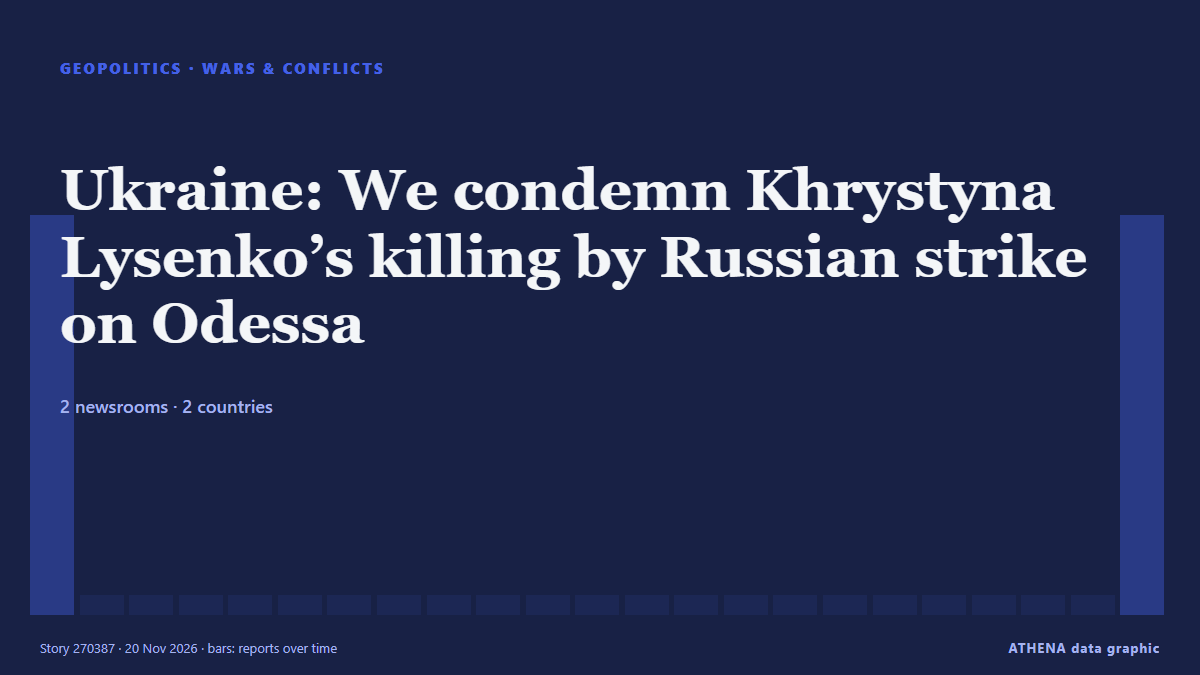 GEOPOLITICS · WARS & CONFLICTS
Ukraine: We condemn Khrystyna
Lysenko’s killing by Russian strike
on Odessa
2 newsrooms · 2 countries
Story 270387 · 20 Nov 2026 · bars: reports over time
ATHENA data graphic